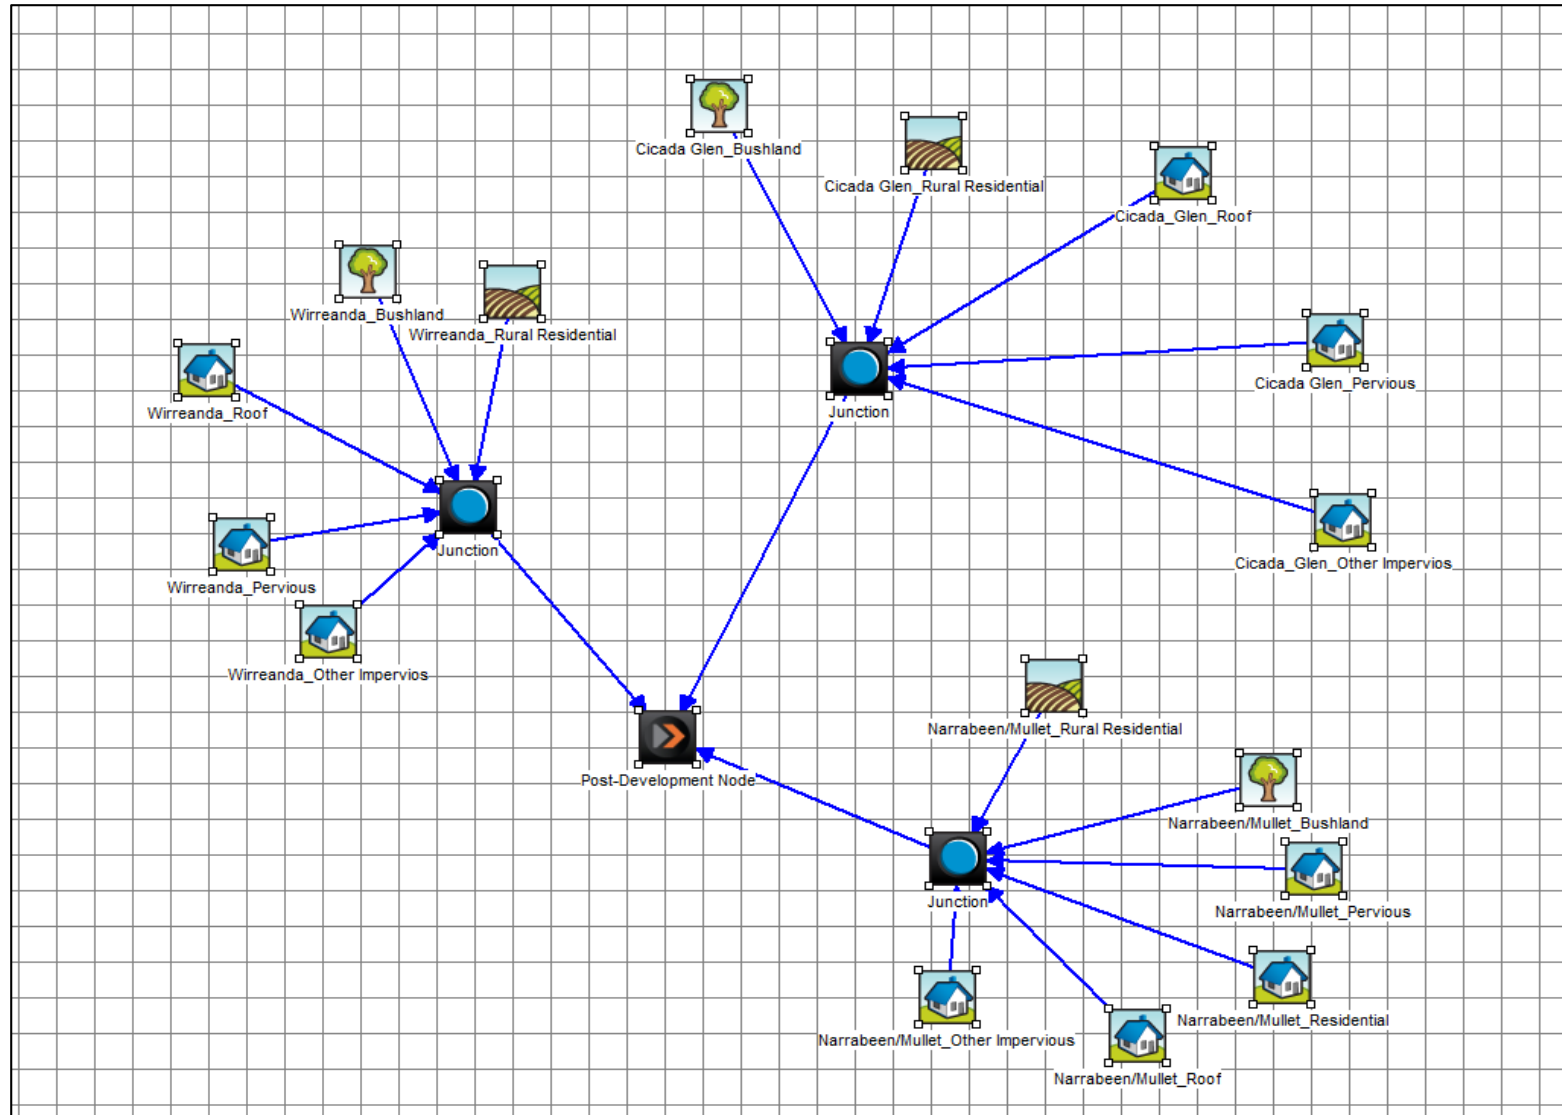 Cicada Glen_Bushland
Cicada Glen_Rural Residential
Cicada_Glen_Roof
Wirreanda_Bushland
Wirreanda_Rural Residential
Cicada Glen_Pervious
Wirreanda_Roof
Junction
Junction
Cicada_Glen_Other Impervios
Wirreanda_Pervious
Wirreanda_Other Impervios
Narrabeen/Mullet_Rural Residential
Post-Development Node
Narrabeen/Mullet_Bushland
Junction
Narrabeen/Mullet_Pervious
Narrabeen/Mullet_Residential
Narrabeen/Mullet_Other Impervious
Narrabeen/Mullet_Roof